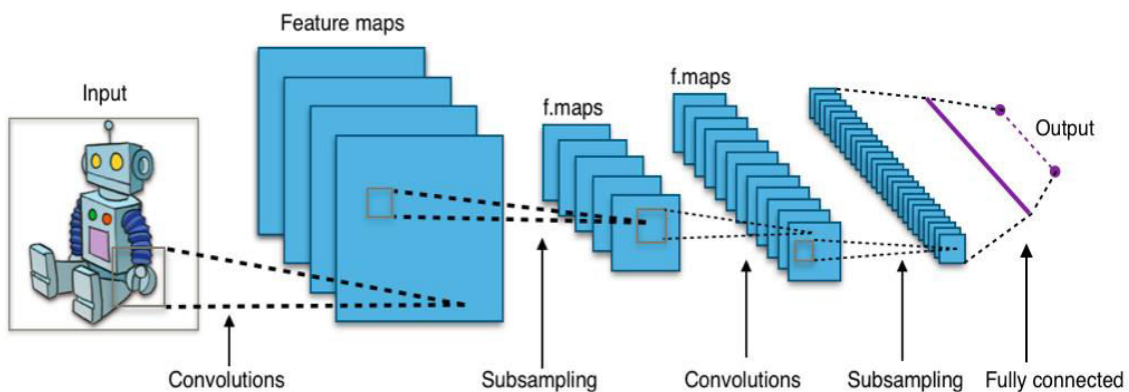 Feature maps
f.maps
Input
f.maps
Output
Convolutions
Subsampling
Convolutions
Subsampling
Fully connected